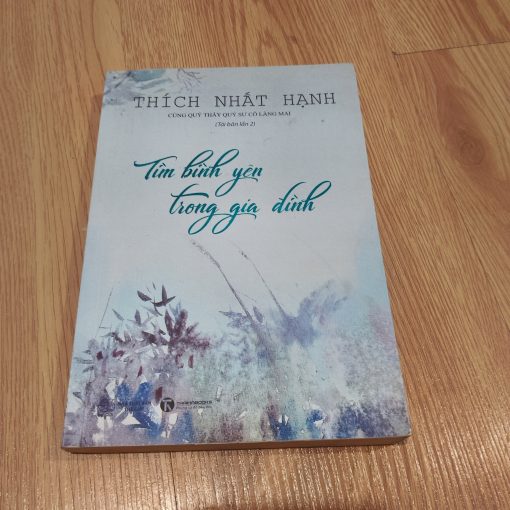 THÍCH NHẤT HẠNH
CÙNG QUÝ THẦY QUÝ SƯ CÔ LÀNG MAI
(Tái bản lần 2)
Tìm bình yên
trong gia đình
THAIHABOOKS